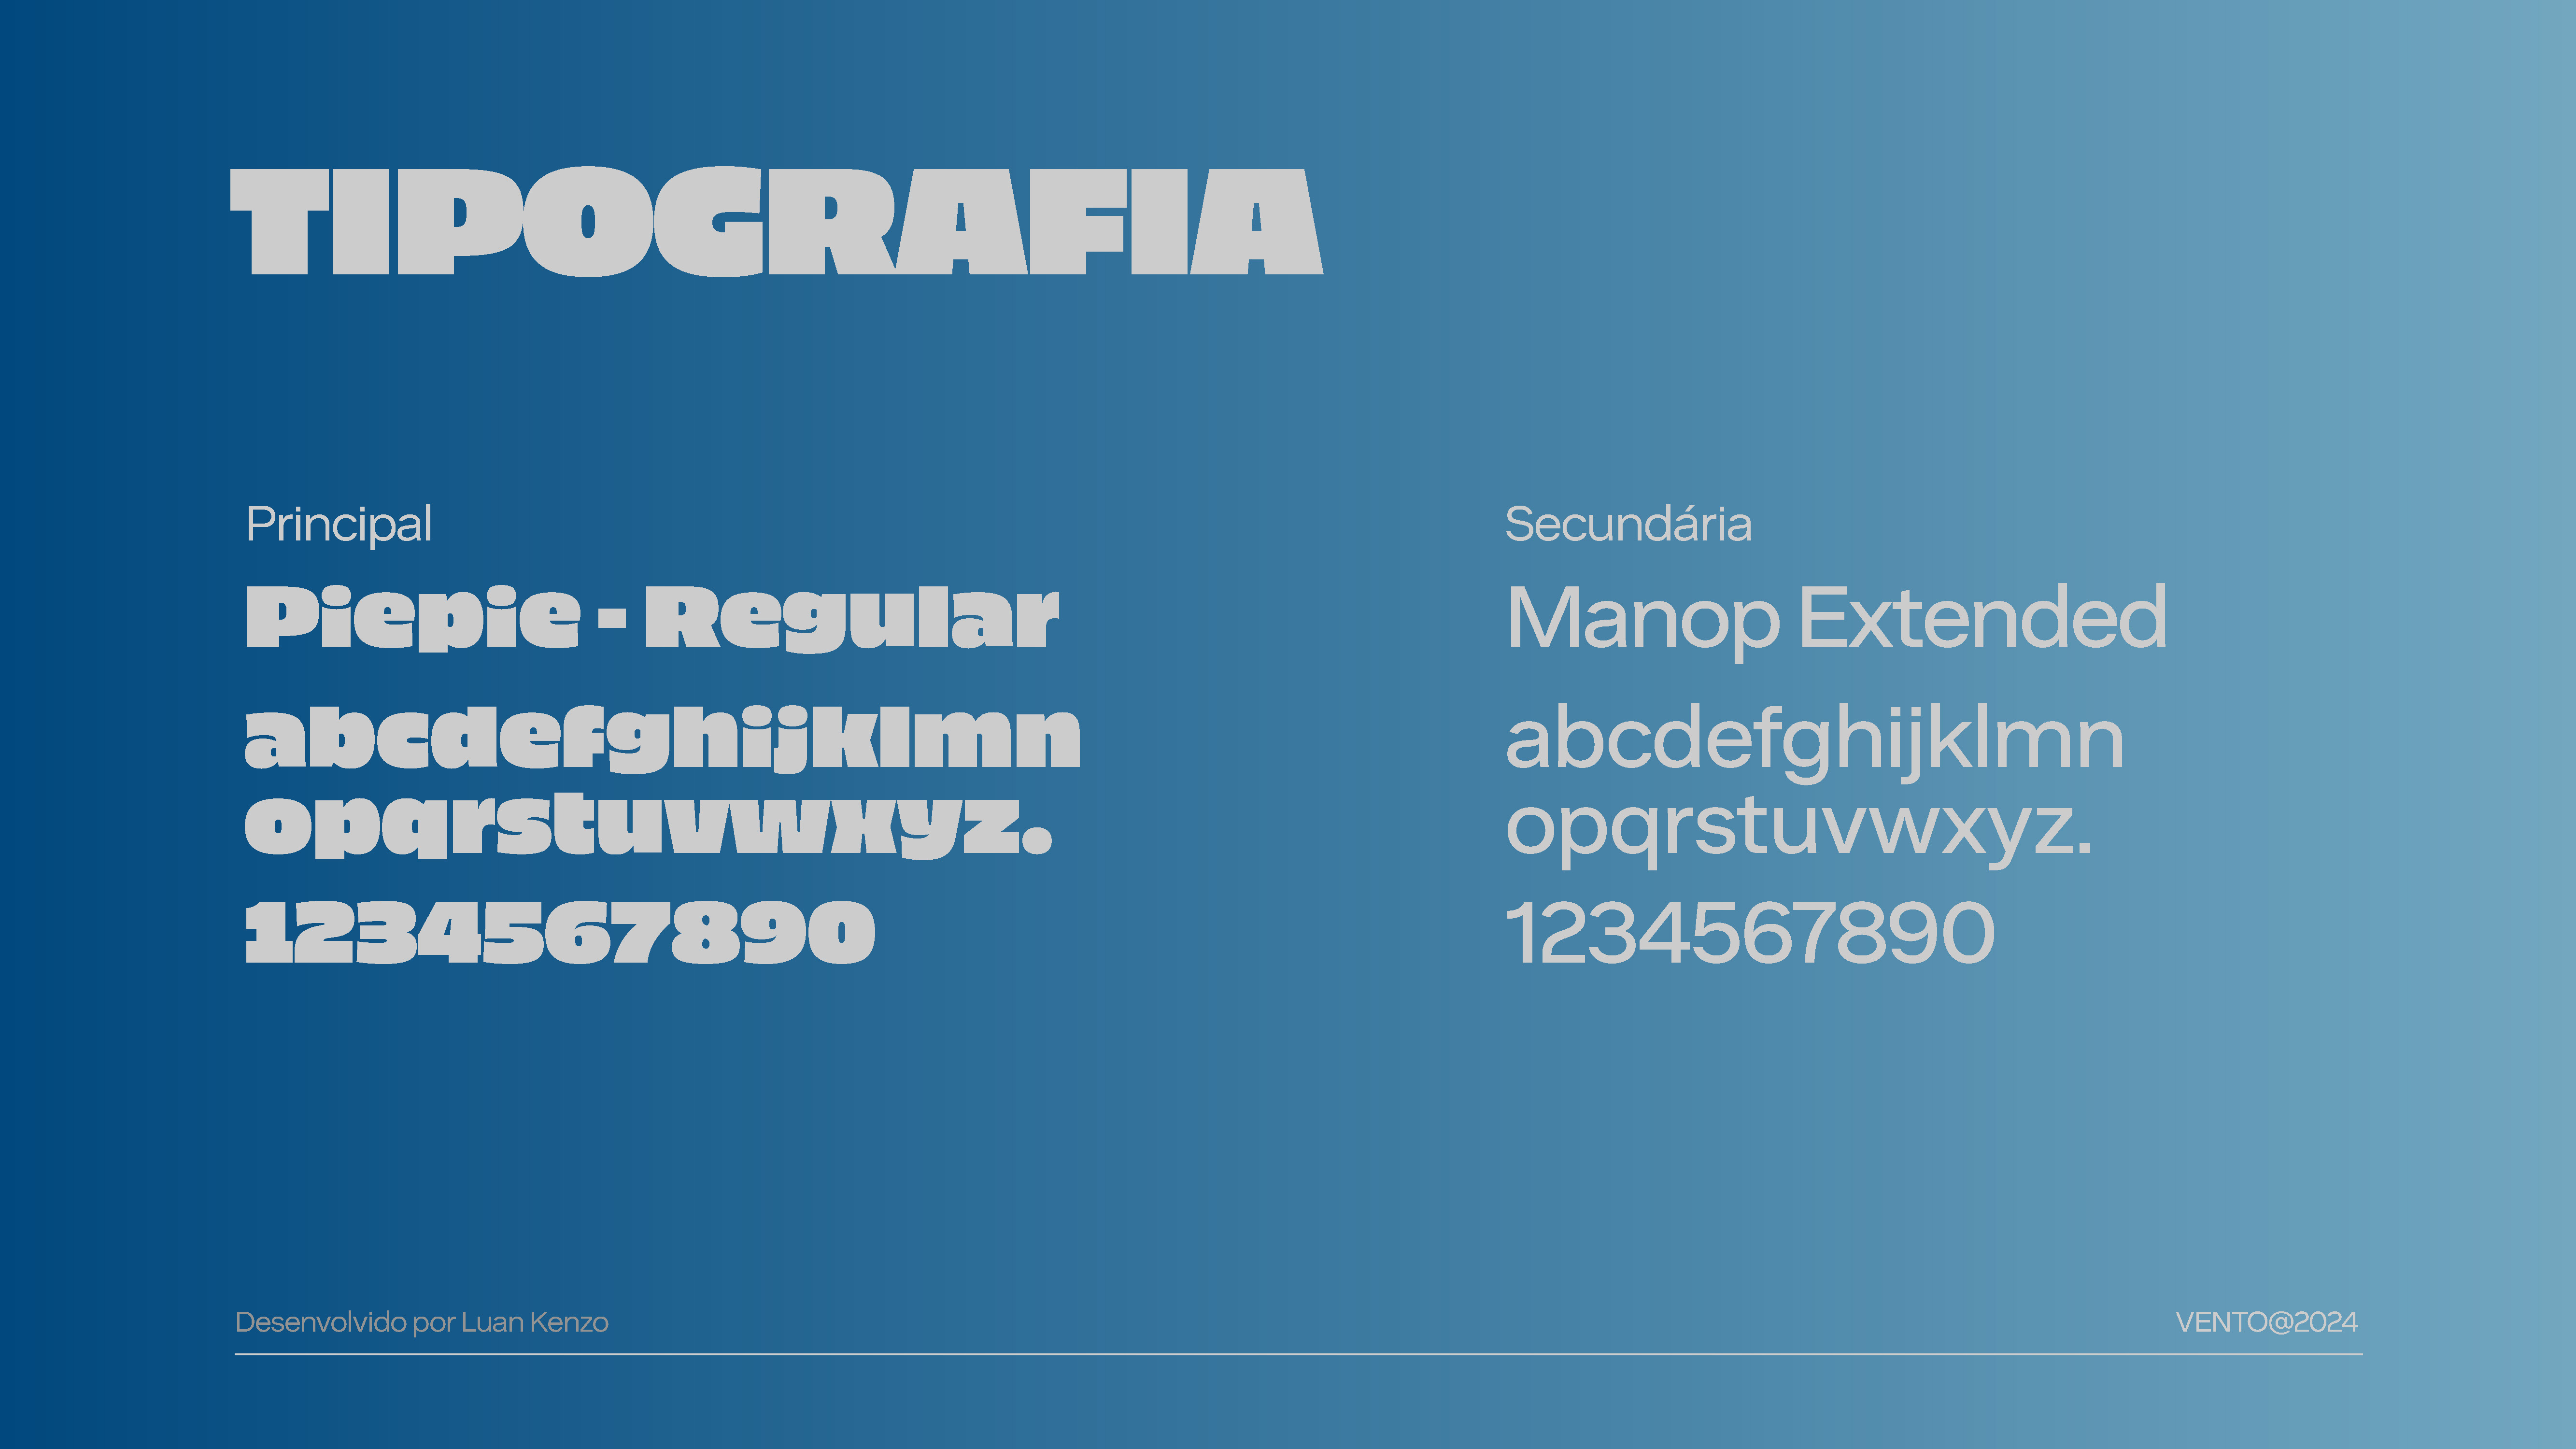 TIPOGRAFIA
Principal
Piepie - Regular
abcdefghijklmn
opqrstuvwxyz.
1234567890
Secundária
Manop Extended
abcdefghijklmn
opqrstuvwxyz.
1234567890
Desenvolvido por Luan Kenzo
VENTO@2024